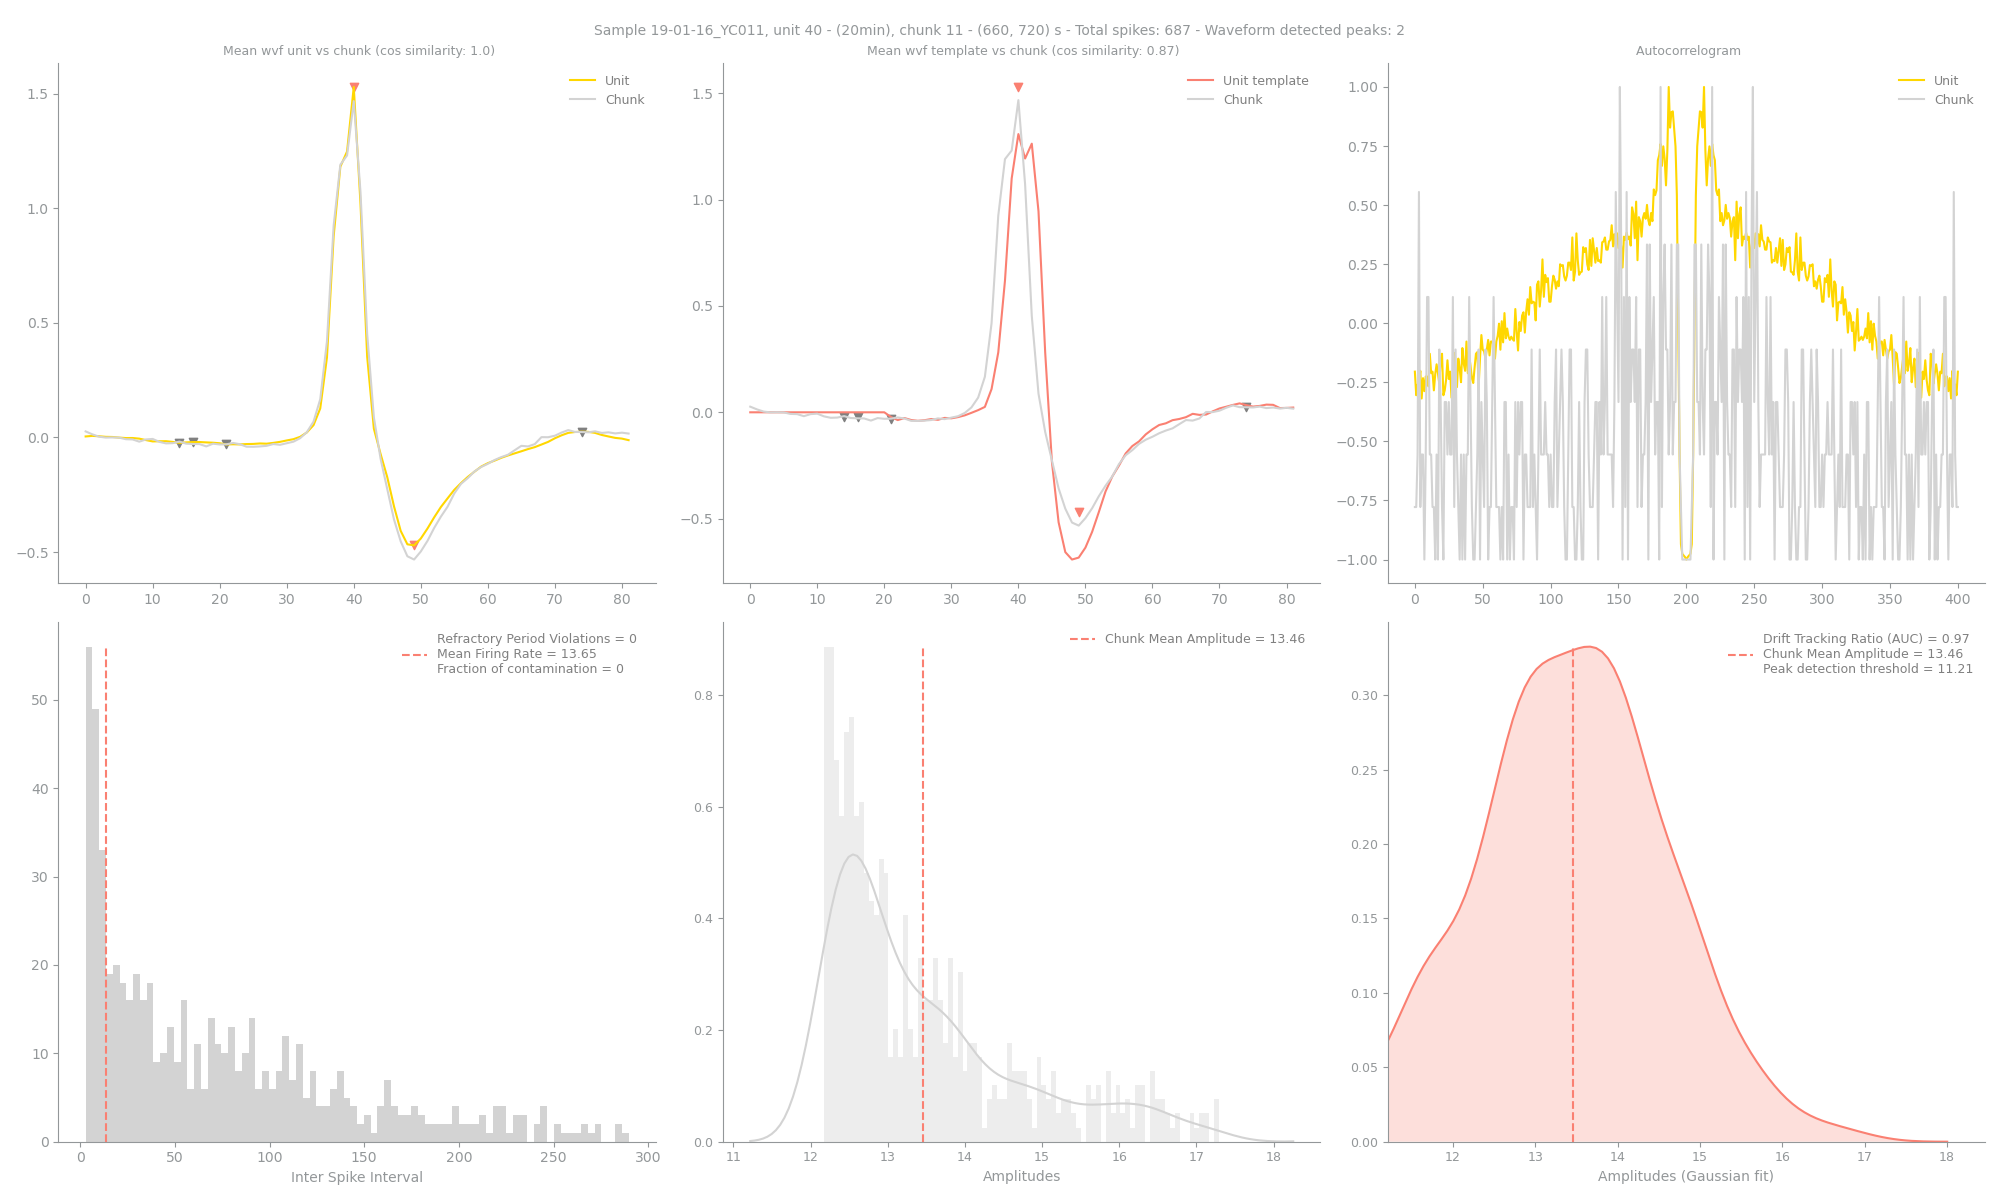 Sample 19-01-16_YC011, unit 40 - (20min), chunk 11 - (660, 720) s - Total spikes: 687 - Waveform detected peaks: 2
Mean wvf unit vs chunk (cos similarity: 1.0)
Unit
Chunk
1.5
1.0
0.5
0.0
−0.5
0 10 20 30 40 50 60 70 80
Mean wvf template vs chunk (cos similarity: 0.87)
Unit template
Chunk
1.5
1.0
0.5
0.0
−0.5
0 10 20 30 40 50 60 70 80
Autocorrelogram
Unit
Chunk
1.00
0.75
0.50
0.25
0.00
−0.25
−0.50
−0.75
−1.00
0 50 100 150 200 250 300 350 400
Refractory Period Violations = 0
Mean Firing Rate = 13.65
Fraction of contamination = 0
50
40
30
20
10
0
0 50 100 150 200 250 300
Inter Spike Interval
Chunk Mean Amplitude = 13.46
0.8
0.6
0.4
0.2
0.0
11 12 13 14 15 16 17 18
Amplitudes
Drift Tracking Ratio (AUC) = 0.97
Chunk Mean Amplitude = 13.46
Peak detection threshold = 11.21
0.30
0.25
0.20
0.15
0.10
0.05
0.00
12 13 14 15 16 17 18
Amplitudes (Gaussian fit)